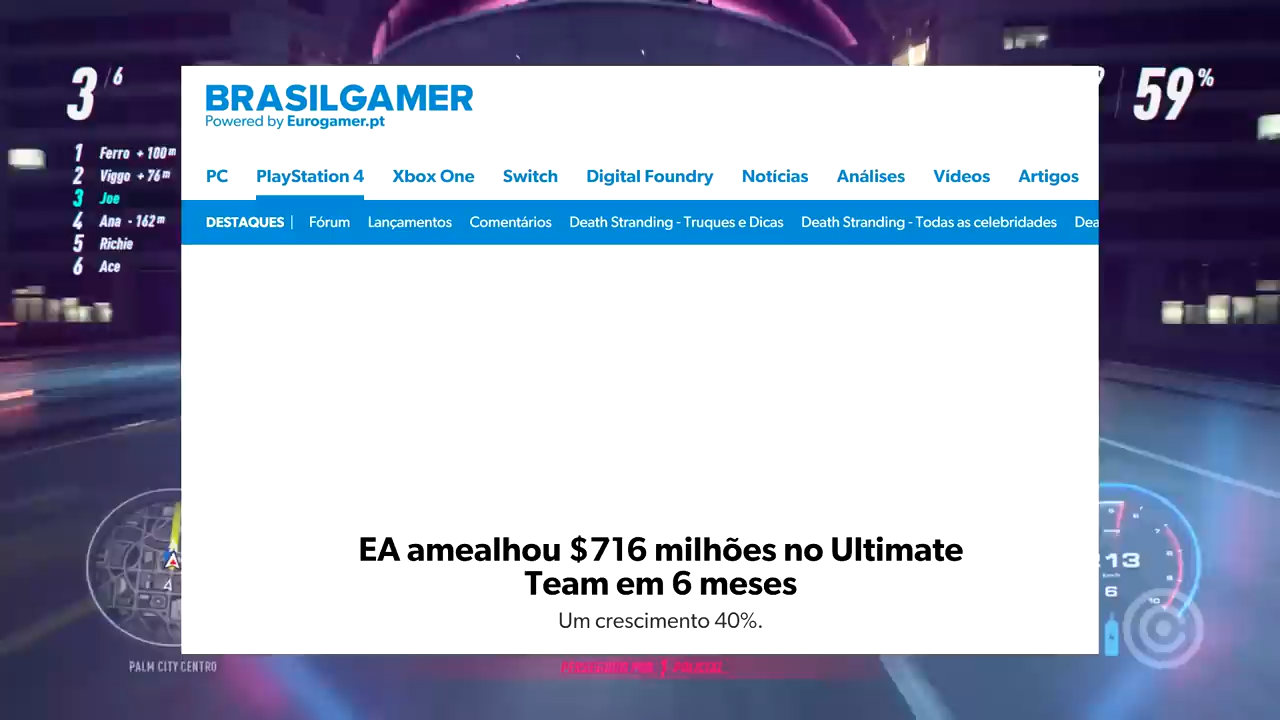 3/6
59%
1 Ferro +100m
2 Viggo +76m
3 Joe
4 Ana -162m
5 Richie
6 Ace
BRASILGAMER
Powered by Eurogamer.pt
PC PlayStation 4 Xbox One Switch Digital Foundry Notícias Análises Vídeos Artigos
DESTAQUES | Fórum Lançamentos Comentários Death Stranding - Truques e Dicas Death Stranding - Todas as celebridades Dea
EA amealhou $716 milhões no Ultimate
Team em 6 meses
Um crescimento 40%.
4
13
6
PALM CITY CENTRO